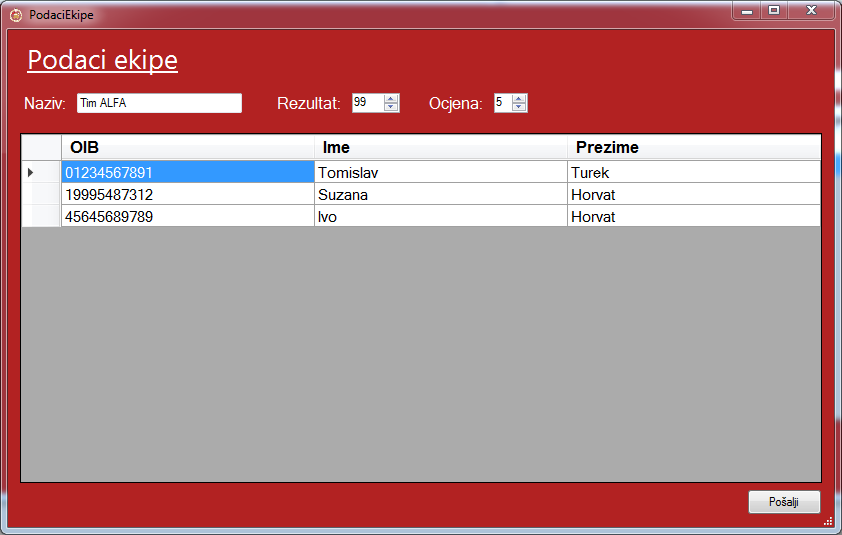 PodaciEkipe
Podaci ekipe
Naziv: Tim ALFA Rezultat: 99 Ocjena: 5
OIB Ime Prezime
01234567891 Tomislav Turek
19995487312 Suzana Horvat
45645689789 Ivo Horvat
Pošalji